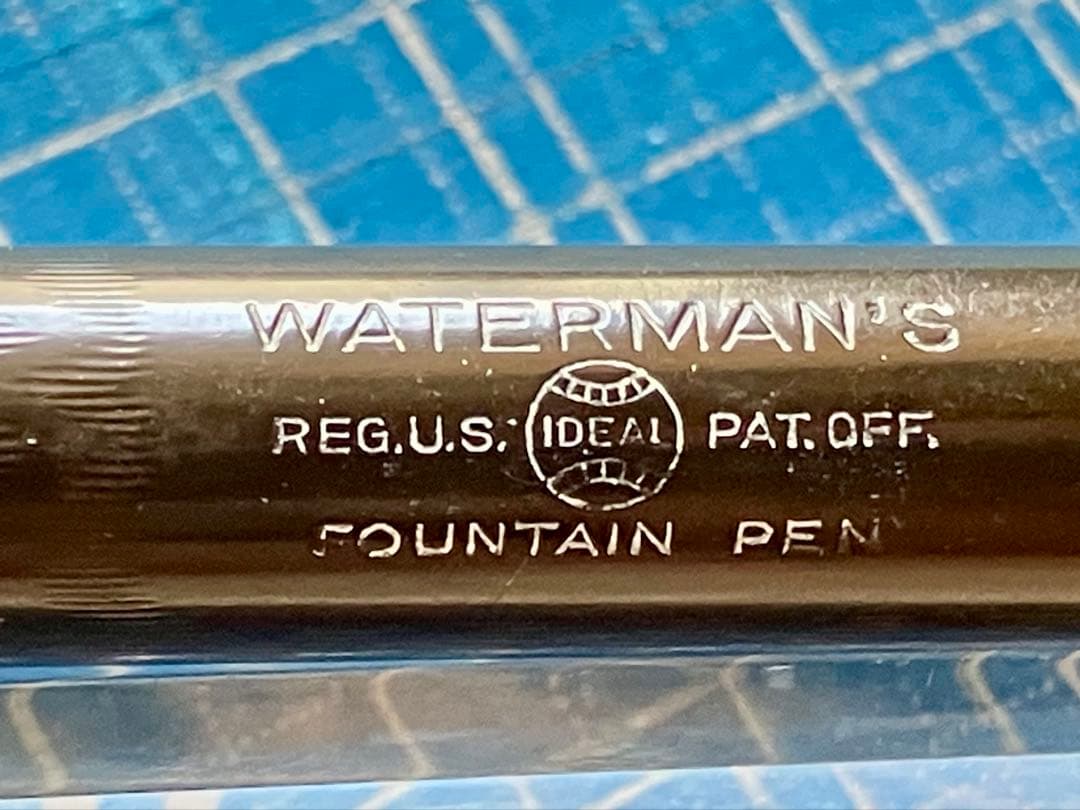 WATERMAN'S
REG.U.S. IDEAL PAT.OFF.
FOUNTAIN PEN